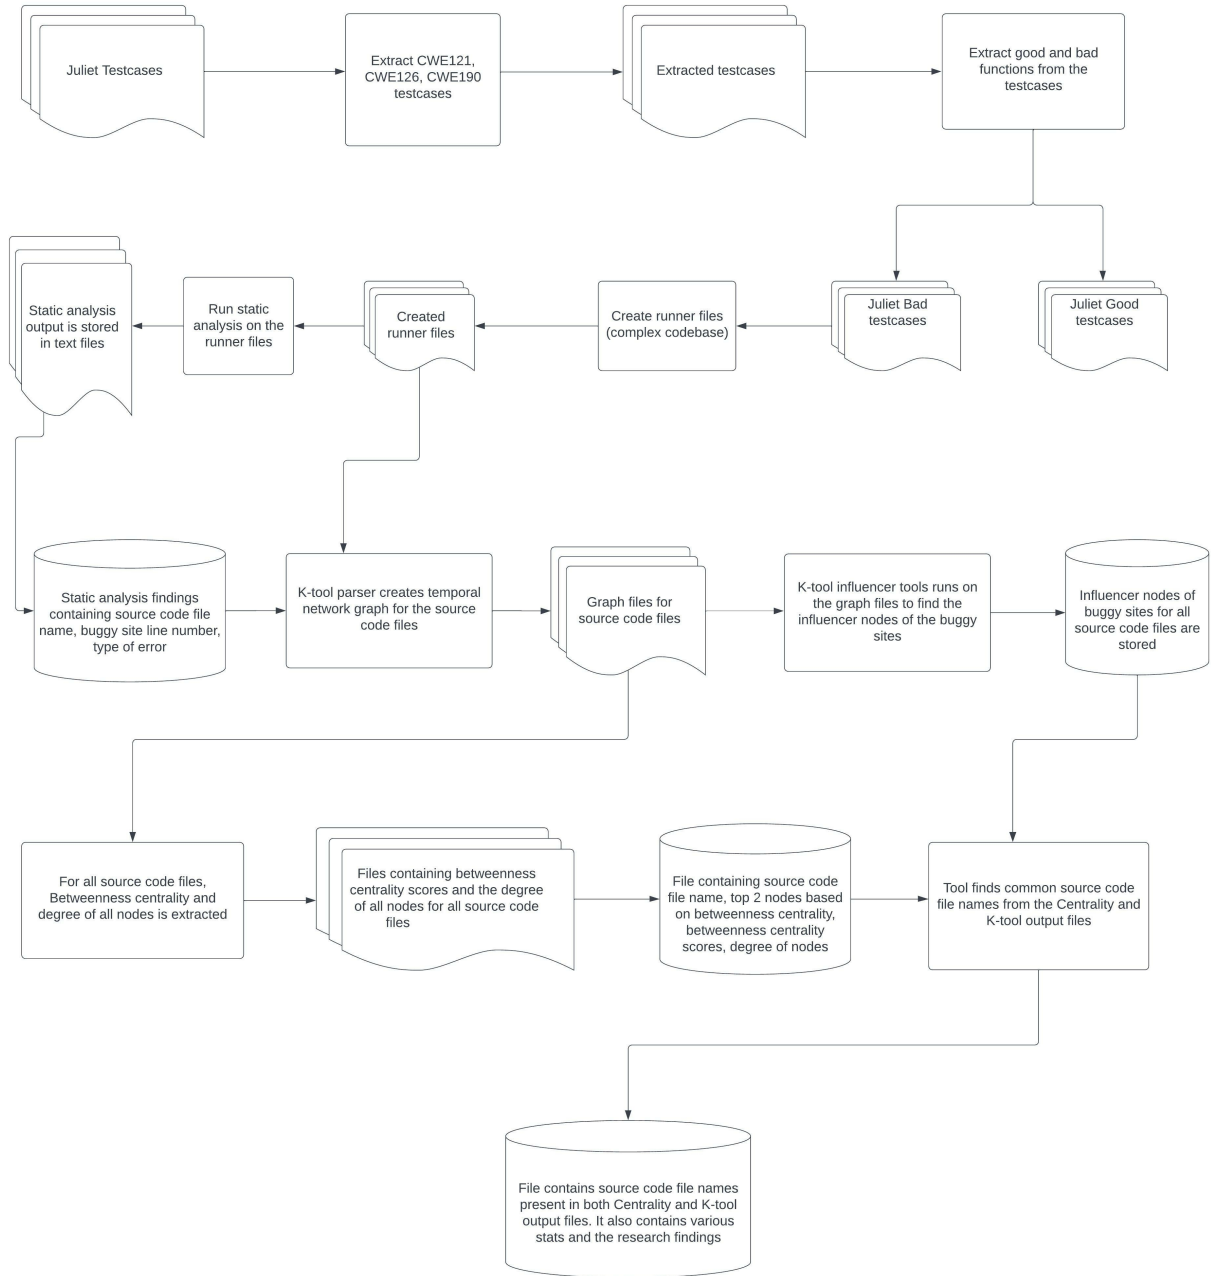 Juliet Testcases
Extract CWE121,
CWE126, CWE190
testcases
Extracted testcases
Extract good and bad
functions from the
testcases
Static analysis
output is stored
in text files
Run static
analysis on the
runner files
Created
runner files
Create runner files
(complex codebase)
Juliet Bad
testcases
Juliet Good
testcases
Static analysis findings
containing source code file
name, buggy site line number,
type of error
K-tool parser creates temporal
network graph for the source
code files
Graph files for
source code files
K-tool influencer tools runs on
the graph files to find the
influencer nodes of the buggy
sites
Influencer nodes of
buggy sites for all
source code files are
stored
For all source code files,
Betweenness centrality and
degree of all nodes is extracted
Files containing betweenness
centrality scores and the degree
of all nodes for all source code
files
File containing source code
file name, top 2 nodes based
on betweenness centrality,
betweenness centrality
scores, degree of nodes
Tool finds common source code
file names from the Centrality and
K-tool output files
File contains source code file names
present in both Centrality and K-tool
output files. It also contains various
stats and the research findings